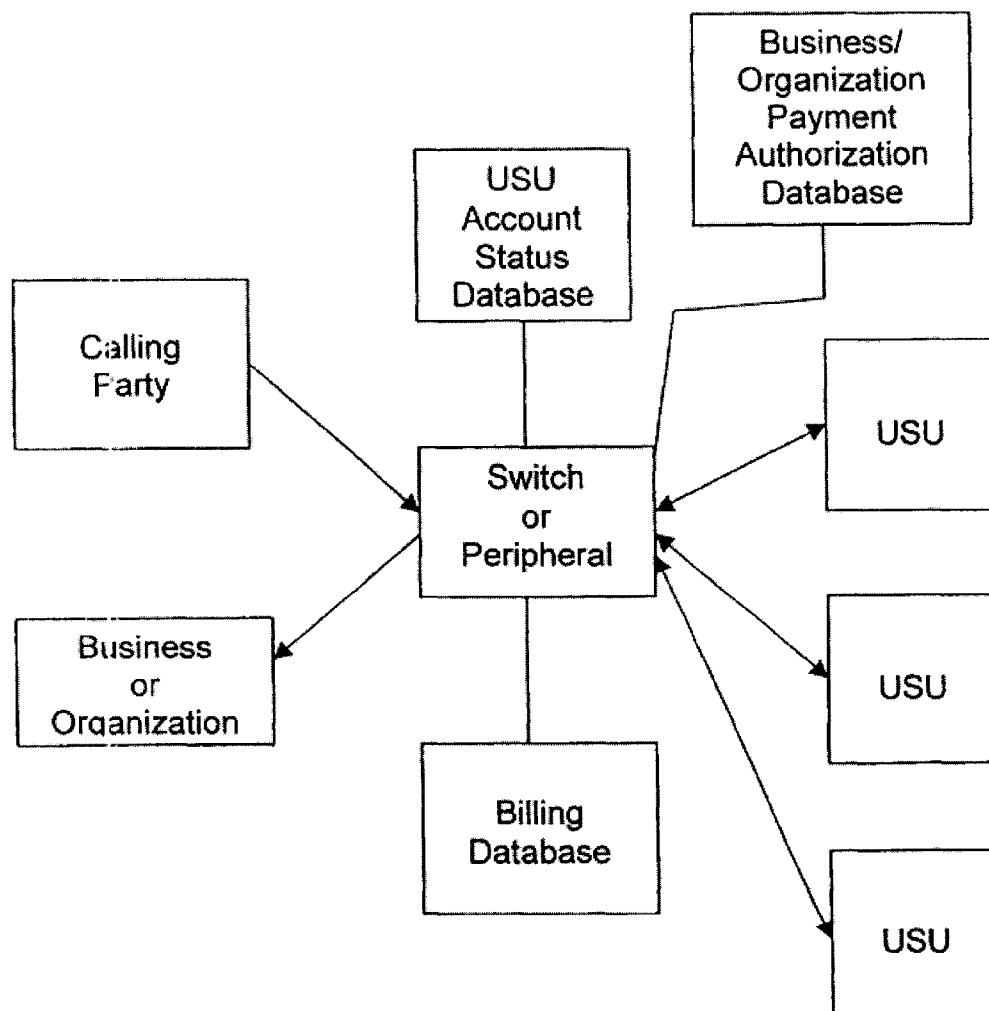 Business/
Organization
Payment
Authorization
Database
USU
Account
Status
Database
Calling
Party
Switch
or
Peripheral
USU
Business
or
Organization
USU
Billing
Database
USU